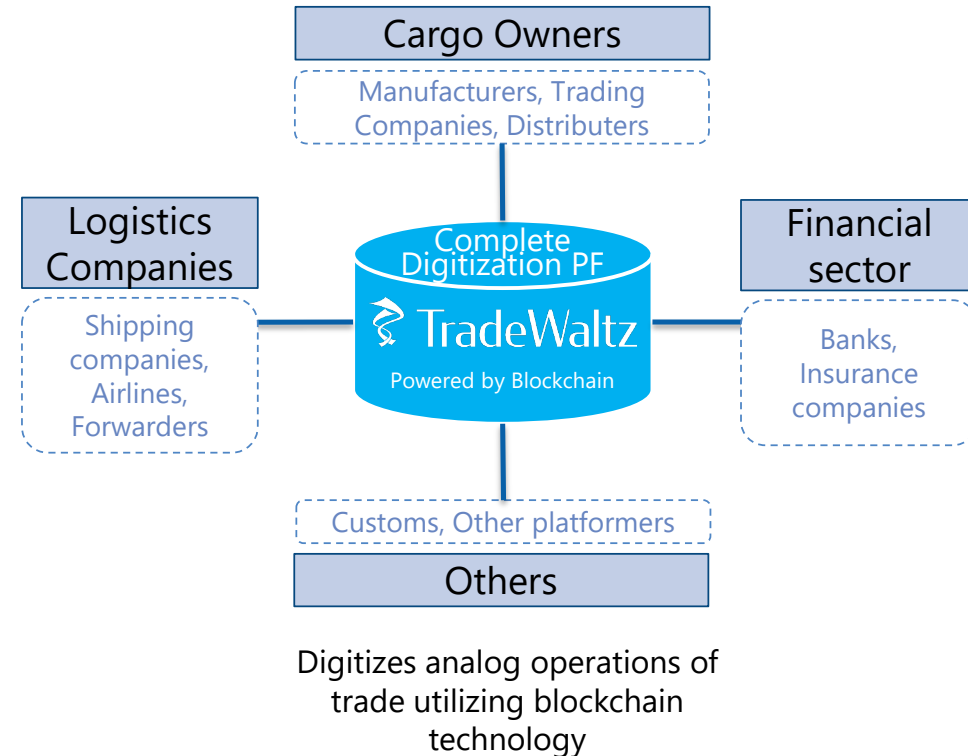 Cargo Owners
Manufacturers, Trading
Companies, Distributers
Logistics
Companies
Shipping
companies,
Airlines,
Forwarders
Complete
Digitization PF
TradeWaltz
Powered by Blockchain
Financial
sector
Banks,
Insurance
companies
Customs, Other platformers
Others
Digitizes analog operations of
trade utilizing blockchain
technology